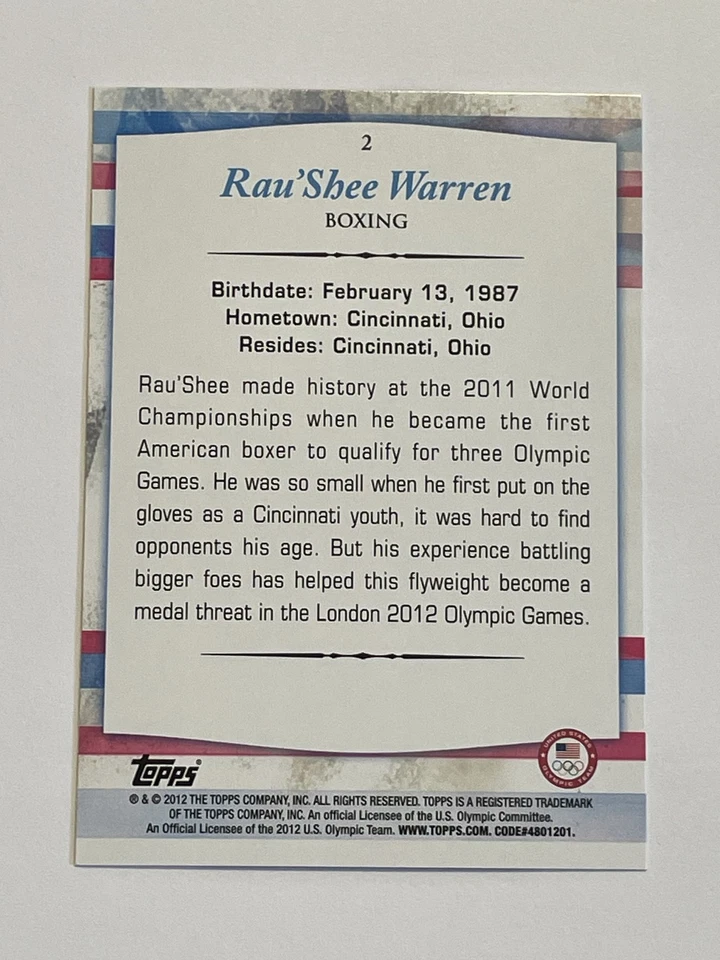 2
Rau'Shee Warren
BOXING
Birthdate: February 13, 1987
Hometown: Cincinnati, Ohio
Resides: Cincinnati, Ohio
Rau'Shee made history at the 2011 World
Championships when he became the first
American boxer to qualify for three Olympic
Games. He was so small when he first put on the
gloves as a Cincinnati youth, it was hard to find
opponents his age. But his experience battling
bigger foes has helped this flyweight become a
medal threat in the London 2012 Olympic Games.
Topps
UNITED STATES
OLYMPIC TEAM
® & © 2012 THE TOPPS COMPANY, INC. ALL RIGHTS RESERVED. TOPPS IS A REGISTERED TRADEMARK
OF THE TOPPS COMPANY, INC. An official Licensee of the U.S. Olympic Committee.
An Official Licensee of the 2012 U.S. Olympic Team. WWW.TOPPS.COM. CODE#4801201.